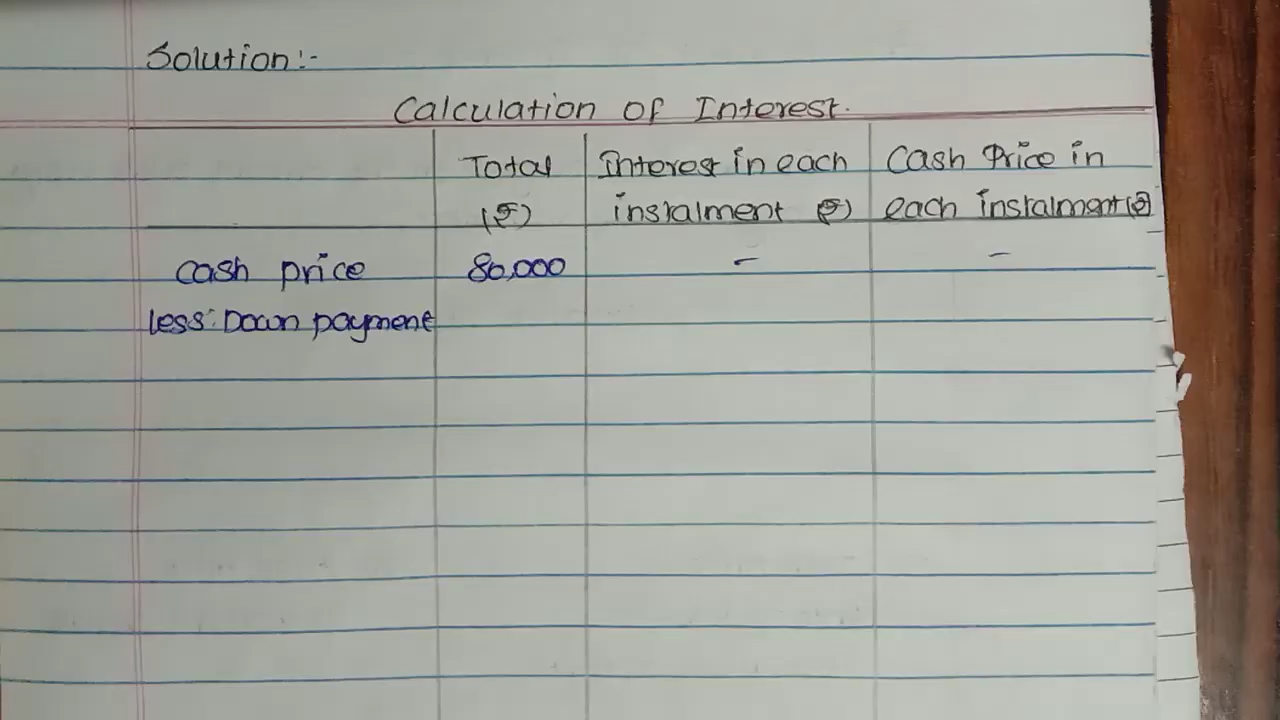 Solution:-
Calculation of Interest.
Total (₹) Interest in each instalment (₹) Cash Price in each instalment (₹)
Cash price 80,000 - -
Less: Down payment